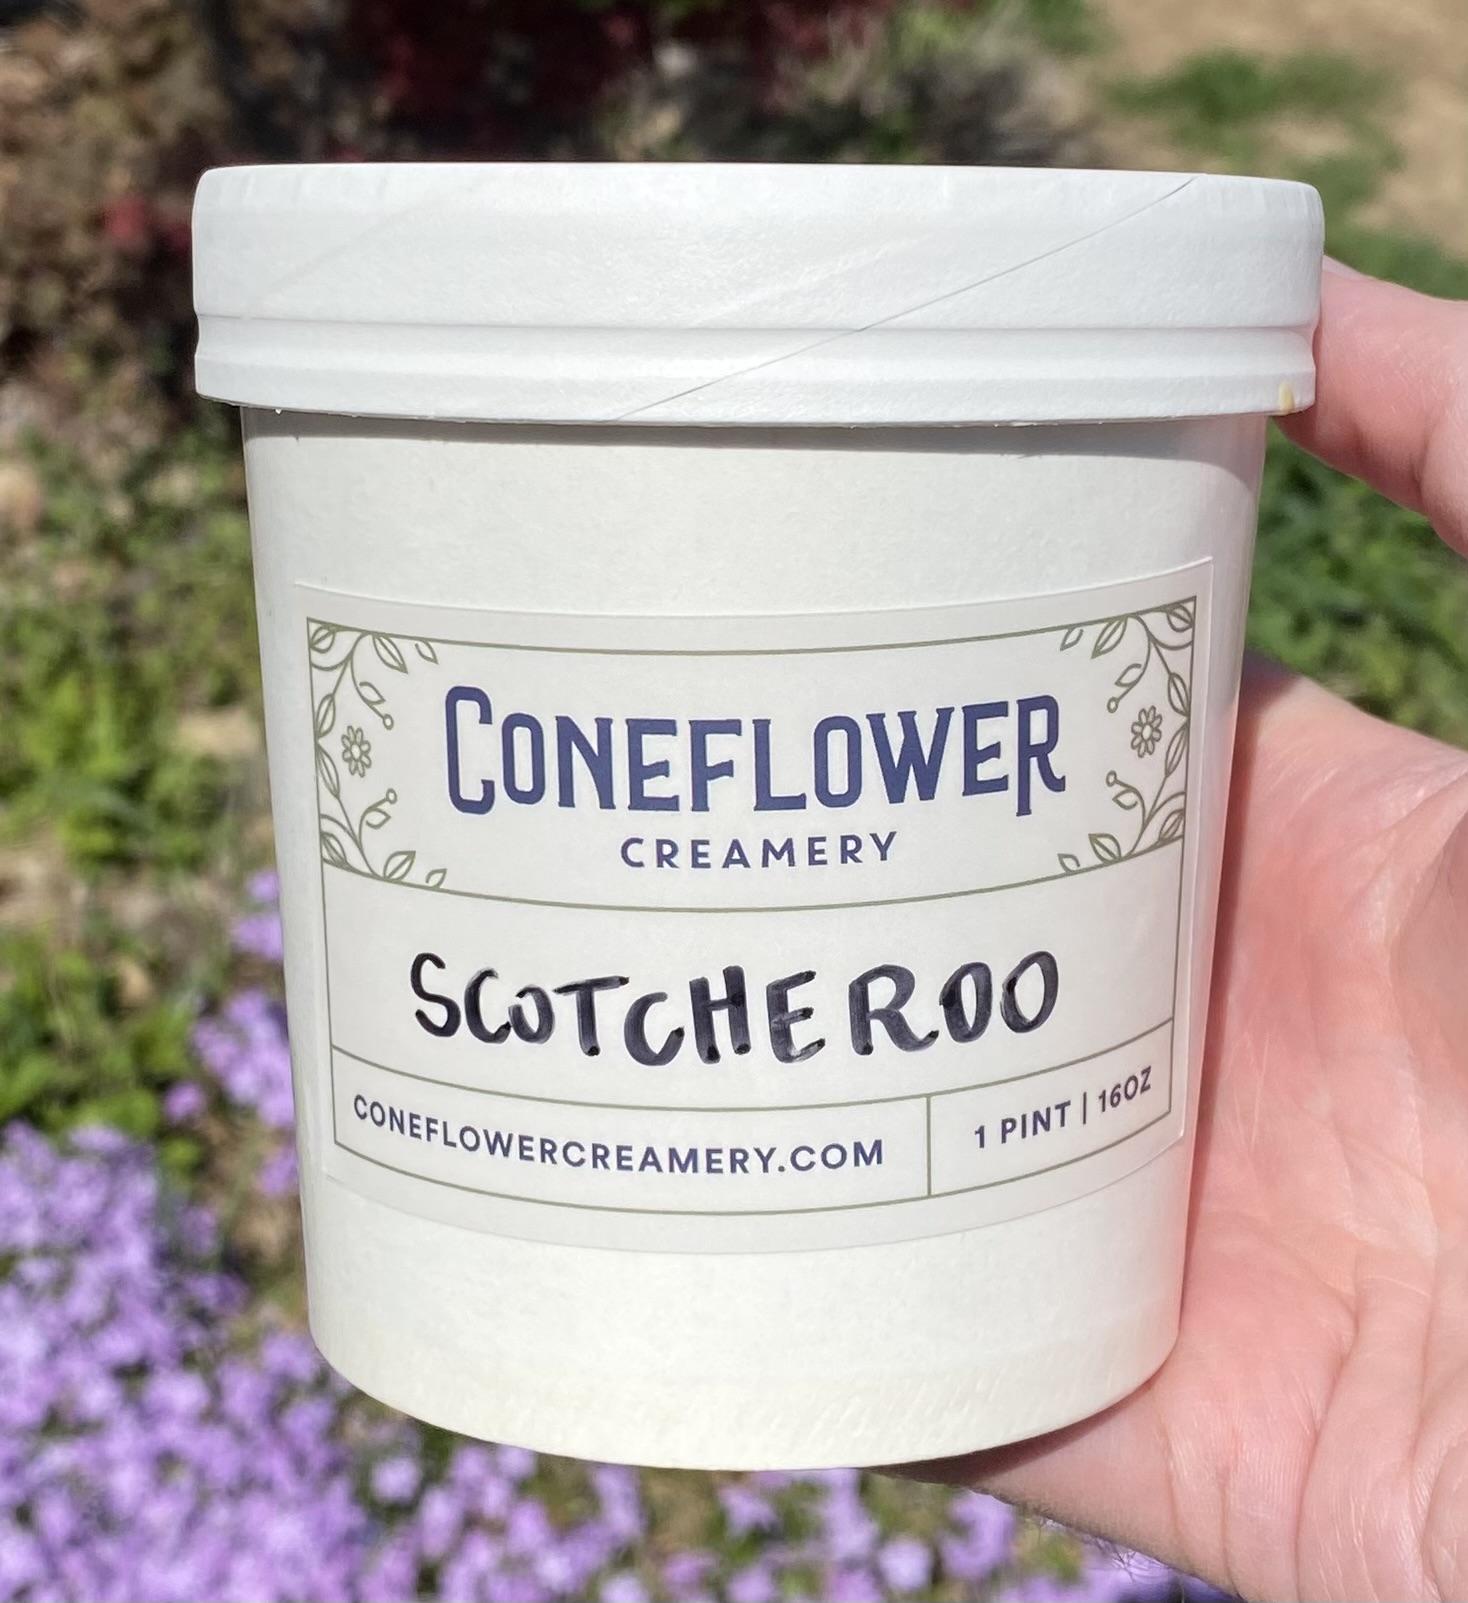 CONEFLOWER
CREAMERY
SCOTCHEROO
CONEFLOWERCREAMERY.COM
1 PINT | 16OZ